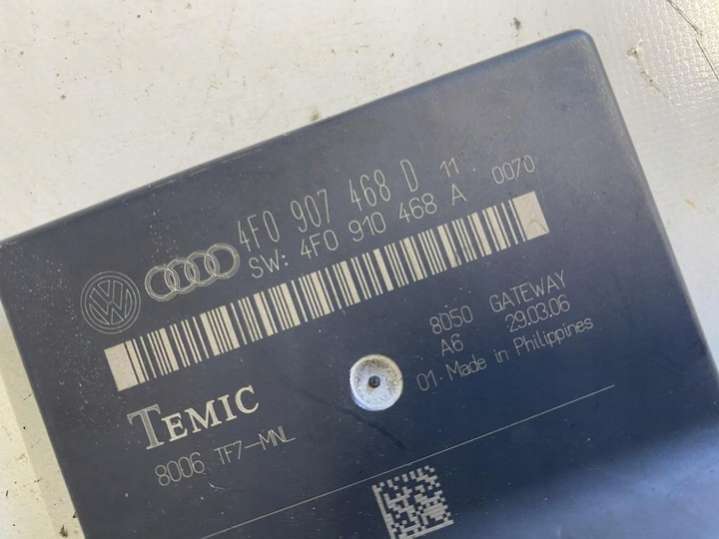 4F0 907 468 D 11
SW: 4F0 910 468 A 0070
8050 GATEWAY
A6 29.03.06
01 Made in Philippines
TEMIC
8006 TF7-MNL